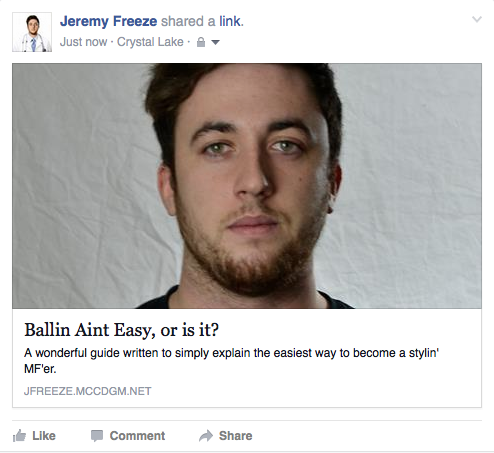 Jeremy Freeze shared a link.
Just now · Crystal Lake ·
Ballin Aint Easy, or is it?
A wonderful guide written to simply explain the easiest way to become a stylin'
MF'er.
JFREEZE.MCCDGM.NET
Like Comment Share